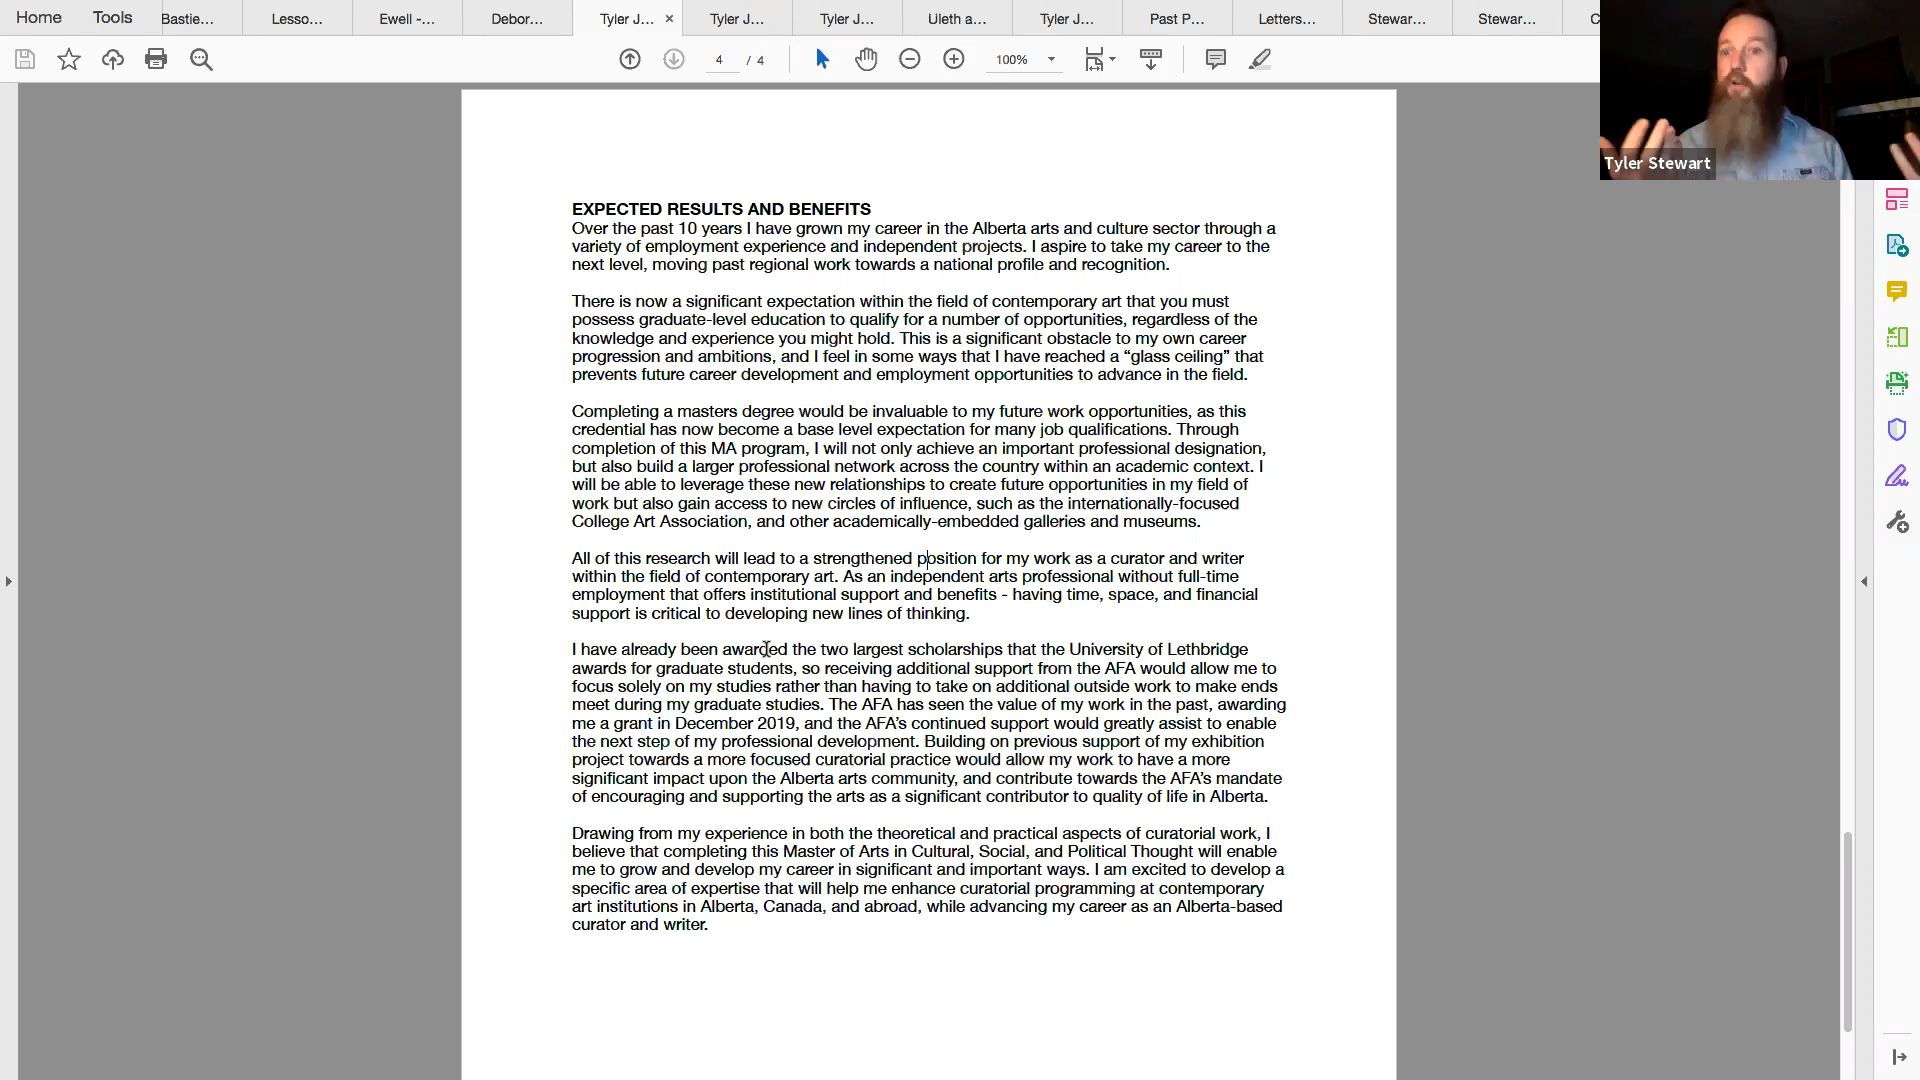 Home Tools Bastie... Lesso... Ewell -... Debor... Tyler J... × Tyler J... Tyler J... Uleth a... Tyler J... Past P... Letters... Stewar... Stewar... C
4 / 4 100%
Tyler Stewart
EXPECTED RESULTS AND BENEFITS
Over the past 10 years I have grown my career in the Alberta arts and culture sector through a
variety of employment experience and independent projects. I aspire to take my career to the
next level, moving past regional work towards a national profile and recognition.
There is now a significant expectation within the field of contemporary art that you must
possess graduate-level education to qualify for a number of opportunities, regardless of the
knowledge and experience you might hold. This is a significant obstacle to my own career
progression and ambitions, and I feel in some ways that I have reached a “glass ceiling” that
prevents future career development and employment opportunities to advance in the field.
Completing a masters degree would be invaluable to my future work opportunities, as this
credential has now become a base level expectation for many job qualifications. Through
completion of this MA program, I will not only achieve an important professional designation,
but also build a larger professional network across the country within an academic context. I
will be able to leverage these new relationships to create future opportunities in my field of
work but also gain access to new circles of influence, such as the internationally-focused
College Art Association, and other academically-embedded galleries and museums.
All of this research will lead to a strengthened position for my work as a curator and writer
within the field of contemporary art. As an independent arts professional without full-time
employment that offers institutional support and benefits - having time, space, and financial
support is critical to developing new lines of thinking.
I have already been awarded the two largest scholarships that the University of Lethbridge
awards for graduate students, so receiving additional support from the AFA would allow me to
focus solely on my studies rather than having to take on additional outside work to make ends
meet during my graduate studies. The AFA has seen the value of my work in the past, awarding
me a grant in December 2019, and the AFA’s continued support would greatly assist to enable
the next step of my professional development. Building on previous support of my exhibition
project towards a more focused curatorial practice would allow my work to have a more
significant impact upon the Alberta arts community, and contribute towards the AFA’s mandate
of encouraging and supporting the arts as a significant contributor to quality of life in Alberta.
Drawing from my experience in both the theoretical and practical aspects of curatorial work, I
believe that completing this Master of Arts in Cultural, Social, and Political Thought will enable
me to grow and develop my career in significant and important ways. I am excited to develop a
specific area of expertise that will help me enhance curatorial programming at contemporary
art institutions in Alberta, Canada, and abroad, while advancing my career as an Alberta-based
curator and writer.